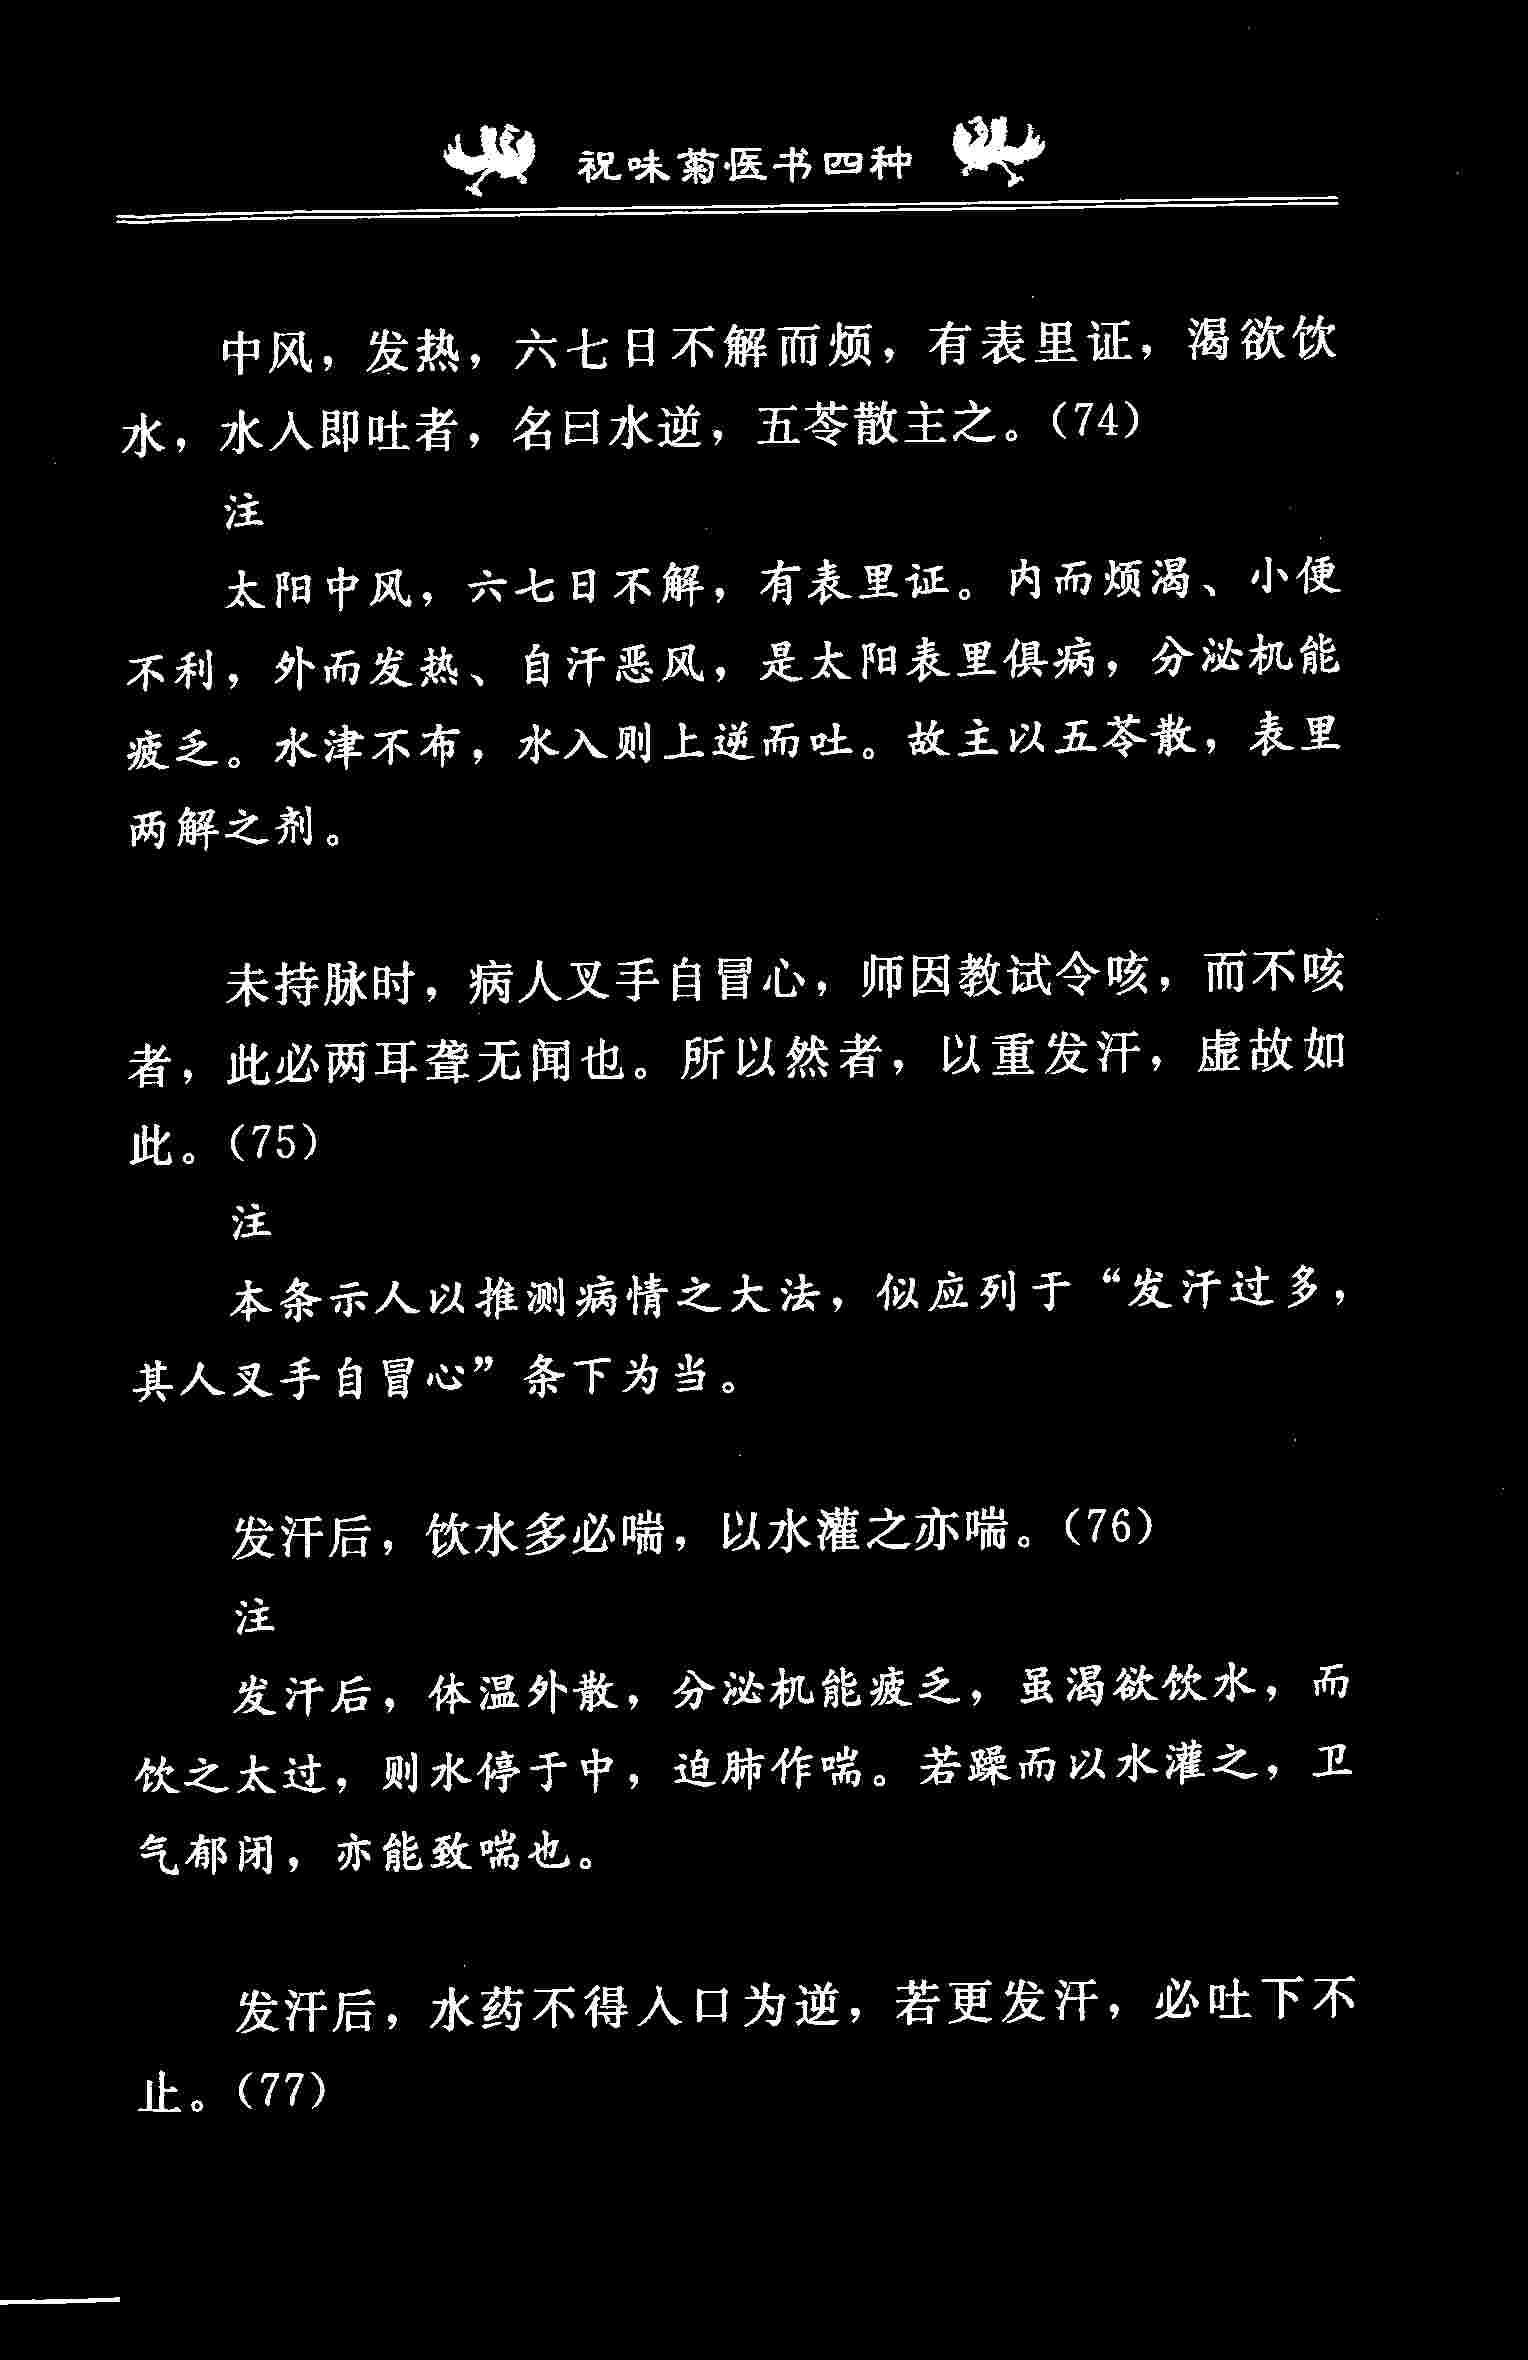 祝味菊医书四种
中风，发热，六七日不解而烦，有表里证，渴欲饮
水，水入即吐者，名曰水逆，五苓散主之。（74）
注
太阳中风，六七日不解，有表里证。内而烦渴、小便
不利，外而发热、自汗恶风，是太阳表里俱病，分泌机能
疲乏。水津不布，水入则上逆而吐。故主以五苓散，表里
两解之剂。
未持脉时，病人叉手自冒心，师因教试令咳，而不咳
者，此必两耳聋无闻也。所以然者，以重发汗，虚故如
此。（75）
注
本条示人以推测病情之大法，似应列于“发汗过多，
其人叉手自冒心”条下为当。
发汗后，饮水多必喘，以水灌之亦喘。（76）
注
发汗后，体温外散，分泌机能疲乏，虽渴欲饮水，而
饮之太过，则水停于中，迫肺作喘。若躁而以水灌之，卫
气郁闭，亦能致喘也。
发汗后，水药不得入口为逆，若更发汗，必吐下不
止。（77）